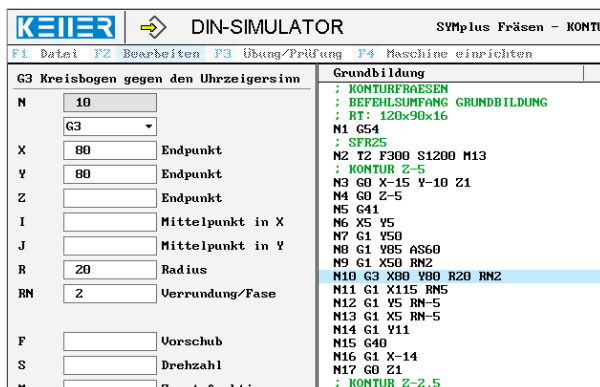 KELLER DIN-SIMULATOR SYMplus Fräsen - KONTU
F1 Datei F2 Bearbeiten F3 Übung/Prüfung F4 Maschine einrichten
G3 Kreisbogen gegen den Uhrzeigersinn
N 10
G3
X 80 Endpunkt
Y 80 Endpunkt
Z Endpunkt
I Mittelpunkt in X
J Mittelpunkt in Y
R 20 Radius
RN 2 Verrundung/Fase
F Vorschub
S Drehzahl
Grundbildung
; KONTURFRAESEN
; BEFEHLSUMFANG GRUNDBILDUNG
; RT: 120x90x16
N1 G54
; SFR25
N2 T2 F300 S1200 M13
; KONTUR Z-5
N3 G0 X-15 Y-10 Z1
N4 G0 Z-5
N5 G41
N6 X5 Y5
N7 G1 Y50
N8 G1 Y85 AS60
N9 G1 X50 RN2
N10 G3 X80 Y80 R20 RN2
N11 G1 X115 RN5
N12 G1 Y5 RN-5
N13 G1 X5 RN-5
N14 G1 Y11
N15 G40
N16 G1 X-14
N17 G0 Z1
; KONTUR Z-2.5